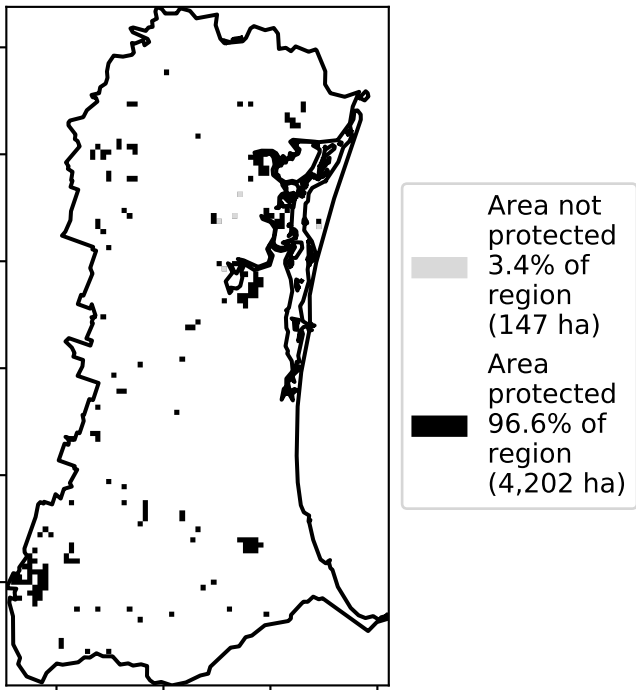 Area not
protected
3.4% of
region
(147 ha)
Area
protected
96.6% of
region
(4,202 ha)